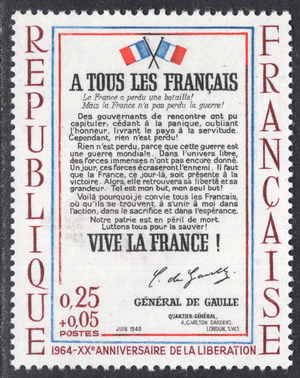 RÉPUBLIQUE
FRANÇAISE
A TOUS LES FRANÇAIS
La France a perdu une bataille!
Mais la France n'a pas perdu la guerre!
Des gouvernants de rencontre ont pu
capituler, cédant à la panique, oubliant
l'honneur, livrant le pays à la servitude.
Cependant, rien n'est perdu!
Rien n'est perdu, parce que cette guerre est
une guerre mondiale. Dans l'univers libre,
des forces immenses n'ont pas encore donné.
Un jour, ces forces écraseront l'ennemi. Il faut
que la France, ce jour-là, soit présente à la
victoire. Alors, elle retrouvera sa liberté et sa
grandeur. Tel est mon but, mon seul but!
Voilà pourquoi je convie tous les Français,
où qu'ils se trouvent, à s'unir à moi dans
l'action, dans le sacrifice et dans l'espérance.
Notre patrie est en péril de mort.
Luttons tous pour la sauver!
VIVE LA FRANCE !
C. de Gaulle
GÉNÉRAL DE GAULLE
QUARTIER-GÉNÉRAL,
4, CARLTON GARDENS,
LONDON, S.W.1.
JUIN 1940
0,25
+0,05
POSTES
1964-XXe ANNIVERSAIRE DE LA LIBERATION